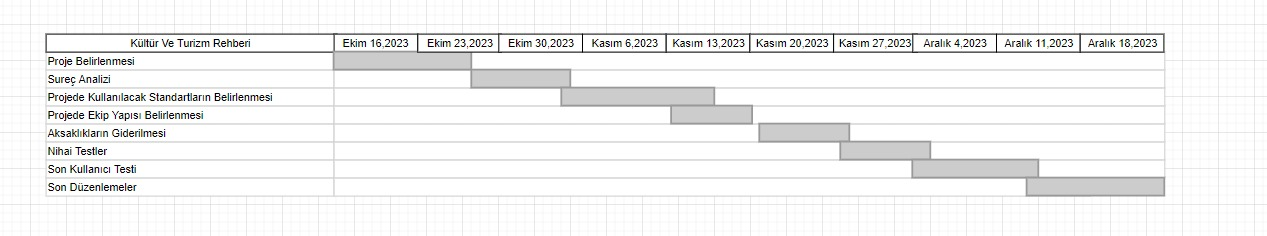 Kültür Ve Turizm Rehberi Ekim 16,2023 Ekim 23,2023 Ekim 30,2023 Kasım 6,2023 Kasım 13,2023 Kasım 20,2023 Kasım 27,2023 Aralık 4,2023 Aralık 11,2023 Aralık 18,2023
Proje Belirlenmesi
Sureç Analizi
Projede Kullanılacak Standartların Belirlenmesi
Projede Ekip Yapısı Belirlenmesi
Aksaklıkların Giderilmesi
Nihai Testler
Son Kullanıcı Testi
Son Düzenlemeler